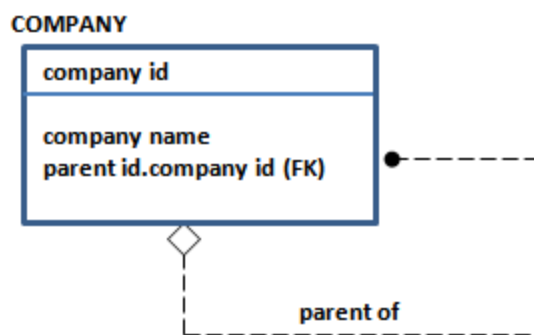 COMPANY
company id
company name
parent id.company id (FK)
parent of